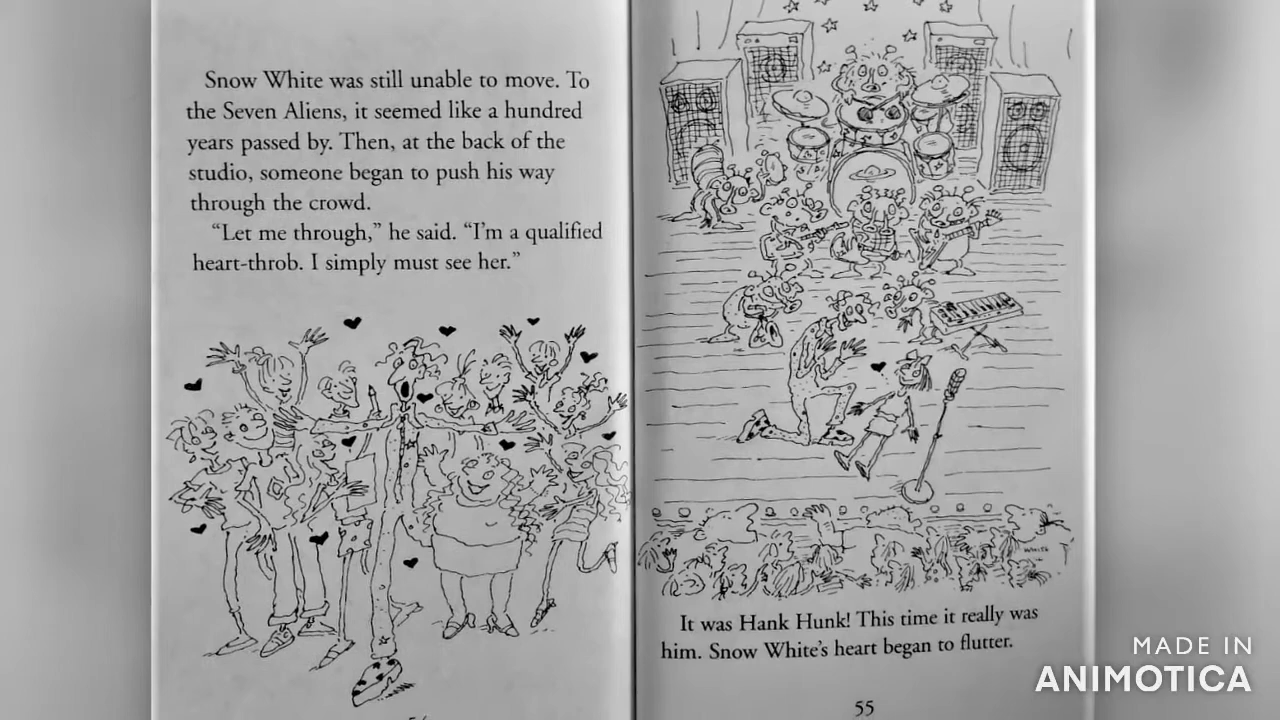 Snow White was still unable to move. To
the Seven Aliens, it seemed like a hundred
years passed by. Then, at the back of the
studio, someone began to push his way
through the crowd.
“Let me through,” he said. “I’m a qualified
heart-throb. I simply must see her.”
WHITE
It was Hank Hunk! This time it really was
him. Snow White’s heart began to flutter.
55
MADE IN
ANIMOTICA